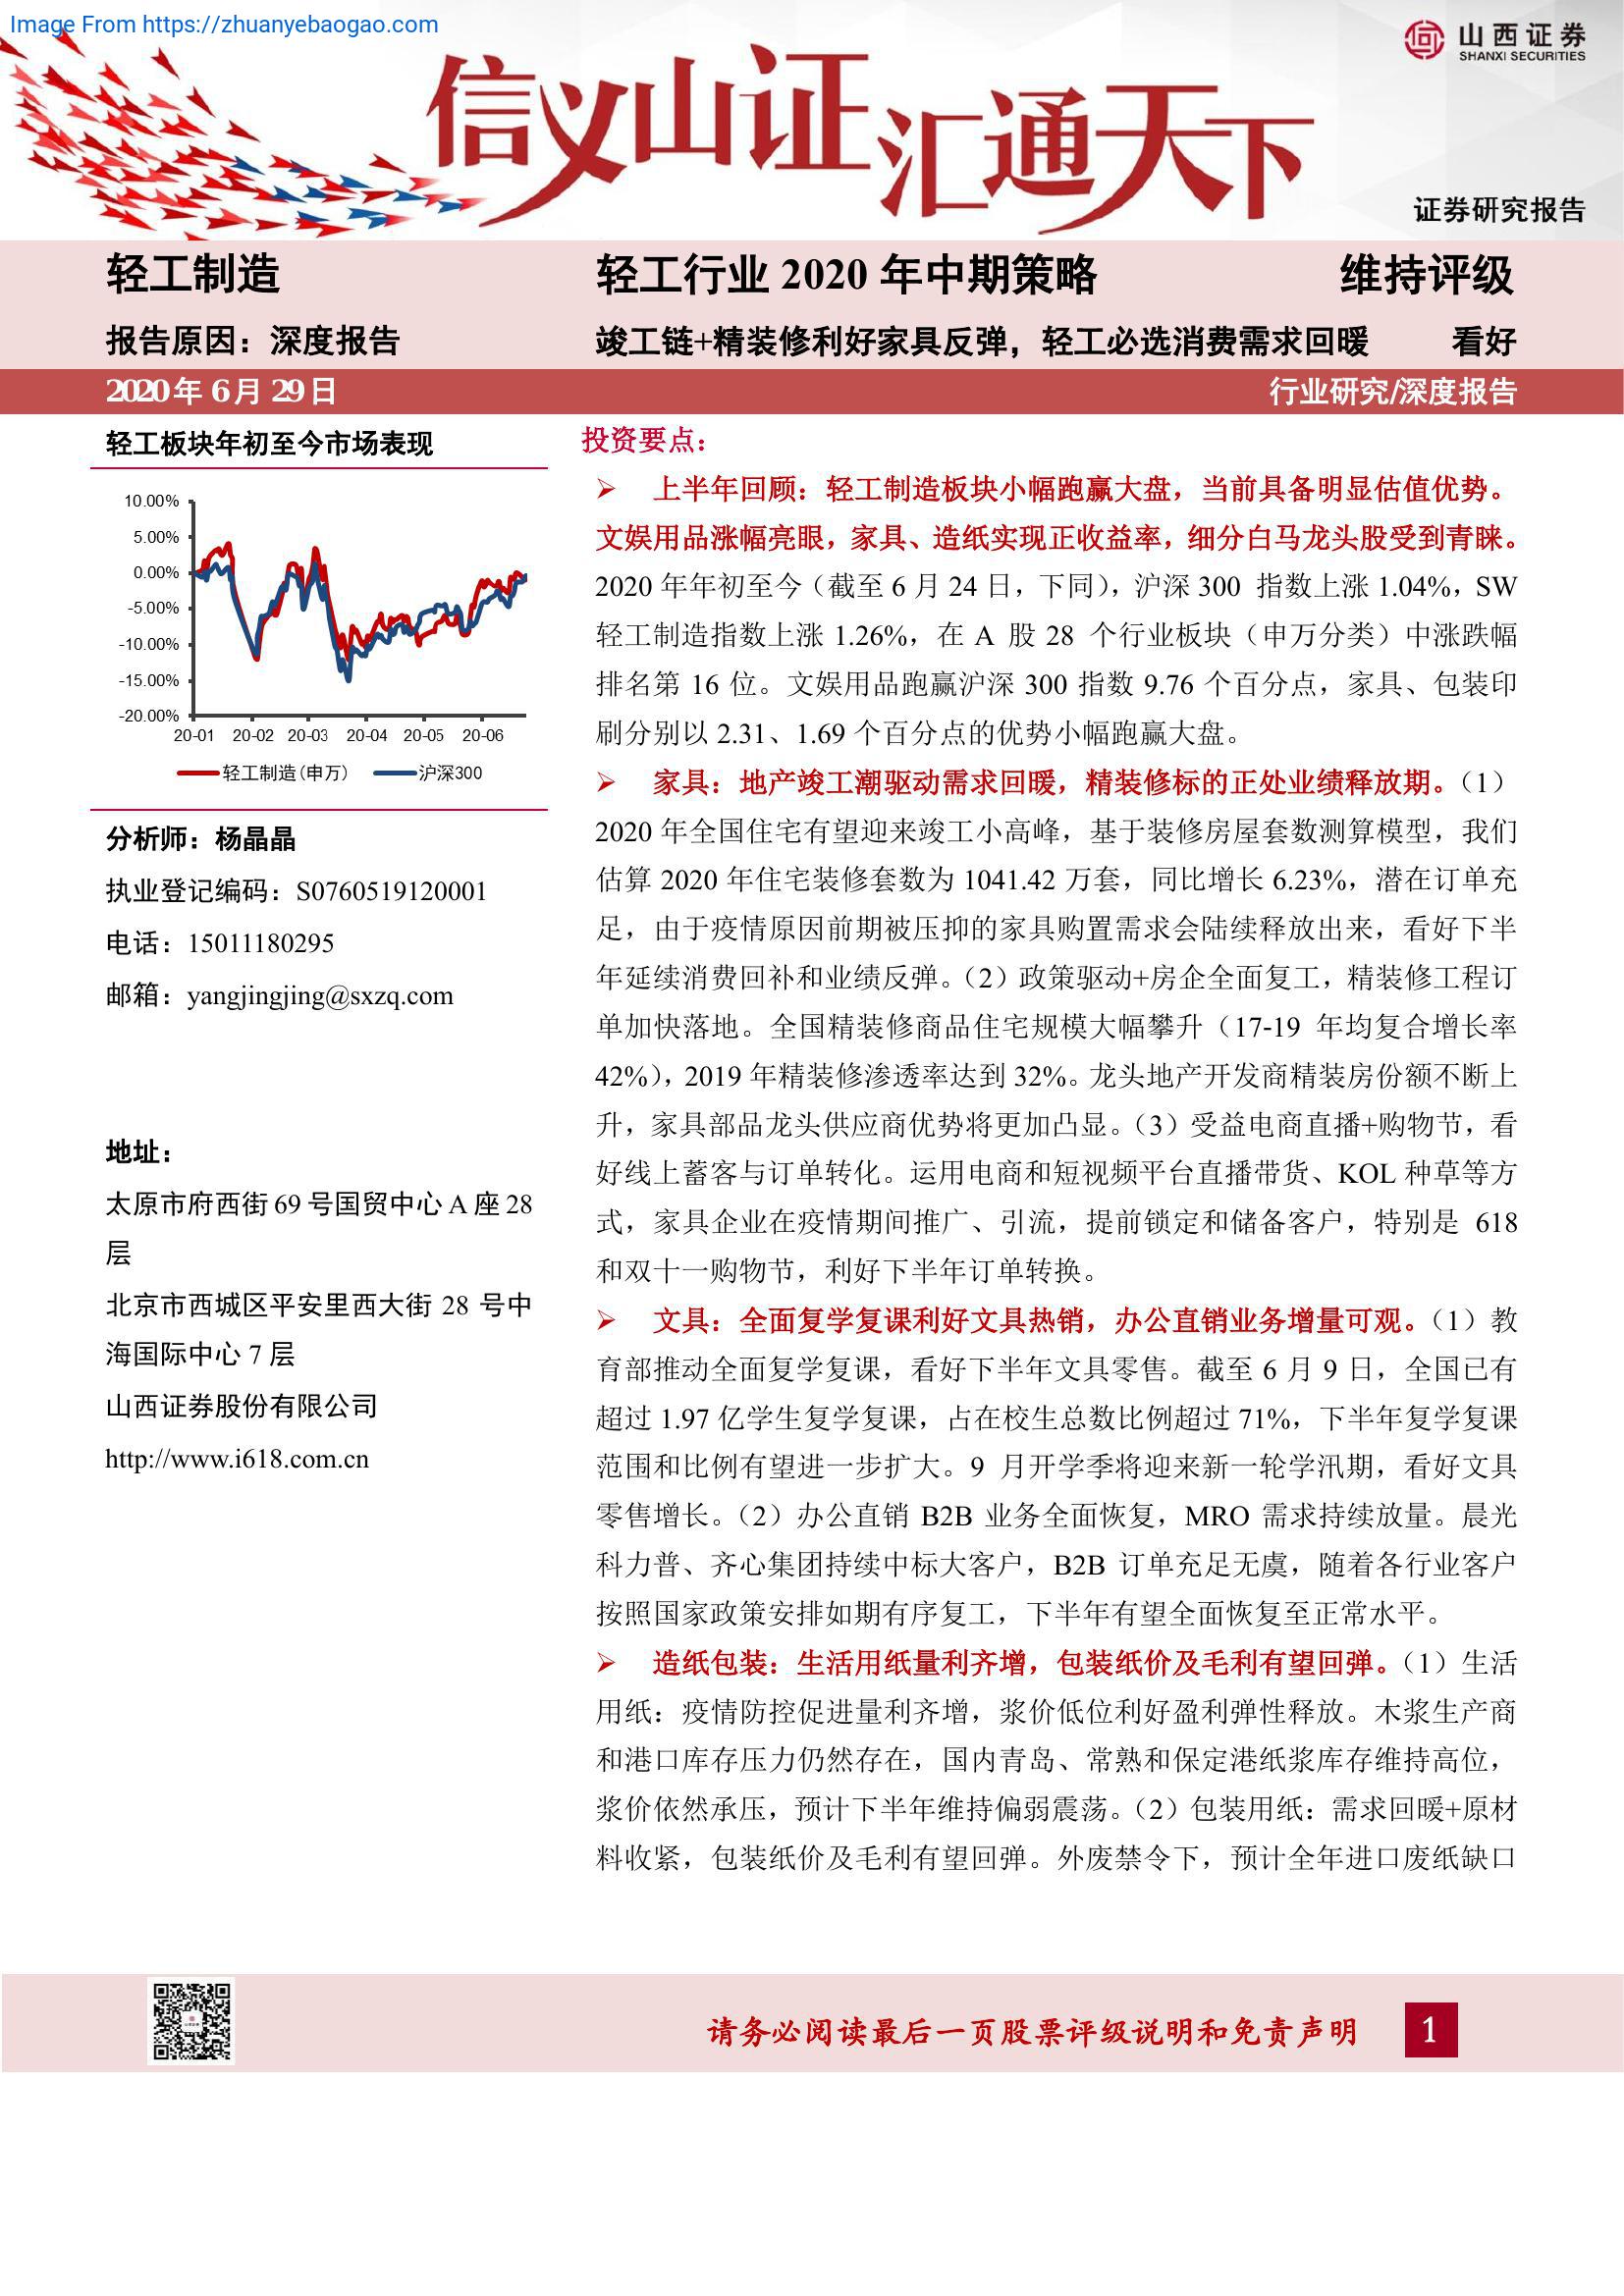 Image From https://zhuanyebaogao.com
山西证券
SHANXI SECURITIES
信义山证汇通天下
证券研究报告
轻工制造
轻工行业 2020 年中期策略
维持评级
报告原因：深度报告
竣工链+精装修利好家具反弹，轻工必选消费需求回暖
看好
2020年 6月 29日
行业研究/深度报告
轻工板块年初至今市场表现
10.00%
5.00%
0.00%
-5.00%
-10.00%
-15.00%
-20.00%
20-01 20-02 20-03 20-04 20-05 20-06
轻工制造(申万) 沪深300
分析师：杨晶晶
执业登记编码：S0760519120001
电话：15011180295
邮箱：yangjingjing@sxzq.com
地址：
太原市府西街 69 号国贸中心 A 座 28
层
北京市西城区平安里西大街 28 号中
海国际中心 7 层
山西证券股份有限公司
http://www.i618.com.cn
投资要点：
➢ 上半年回顾：轻工制造板块小幅跑赢大盘，当前具备明显估值优势。
文娱用品涨幅亮眼，家具、造纸实现正收益率，细分白马龙头股受到青睐。
2020 年年初至今（截至 6 月 24 日，下同），沪深 300 指数上涨 1.04%，SW
轻工制造指数上涨 1.26%，在 A 股 28 个行业板块（申万分类）中涨跌幅
排名第 16 位。文娱用品跑赢沪深 300 指数 9.76 个百分点，家具、包装印
刷分别以 2.31、1.69 个百分点的优势小幅跑赢大盘。
➢ 家具：地产竣工潮驱动需求回暖，精装修标的正处业绩释放期。（1）
2020 年全国住宅有望迎来竣工小高峰，基于装修房屋套数测算模型，我们
估算 2020 年住宅装修套数为 1041.42 万套，同比增长 6.23%，潜在订单充
足，由于疫情原因前期被压抑的家具购置需求会陆续释放出来，看好下半
年延续消费回补和业绩反弹。（2）政策驱动+房企全面复工，精装修工程订
单加快落地。全国精装修商品住宅规模大幅攀升（17-19 年均复合增长率
42%），2019 年精装修渗透率达到 32%。龙头地产开发商精装房份额不断上
升，家具部品龙头供应商优势将更加凸显。（3）受益电商直播+购物节，看
好线上蓄客与订单转化。运用电商和短视频平台直播带货、KOL 种草等方
式，家具企业在疫情期间推广、引流，提前锁定和储备客户，特别是 618
和双十一购物节，利好下半年订单转换。
➢ 文具：全面复学复课利好文具热销，办公直销业务增量可观。（1）教
育部推动全面复学复课，看好下半年文具零售。截至 6 月 9 日，全国已有
超过 1.97 亿学生复学复课，占在校生总数比例超过 71%，下半年复学复课
范围和比例有望进一步扩大。9 月开学季将迎来新一轮学汛期，看好文具
零售增长。（2）办公直销 B2B 业务全面恢复，MRO 需求持续放量。晨光
科力普、齐心集团持续中标大客户，B2B 订单充足无虞，随着各行业客户
按照国家政策安排如期有序复工，下半年有望全面恢复至正常水平。
➢ 造纸包装：生活用纸量利齐增，包装纸价及毛利有望回弹。（1）生活
用纸：疫情防控促进量利齐增，浆价低位利好盈利弹性释放。木浆生产商
和港口库存压力仍然存在，国内青岛、常熟和保定港纸浆库存维持高位，
浆价依然承压，预计下半年维持偏弱震荡。（2）包装用纸：需求回暖+原材
料收紧，包装纸价及毛利有望回弹。外废禁令下，预计全年进口废纸缺口
请务必阅读最后一页股票评级说明和免责声明
1